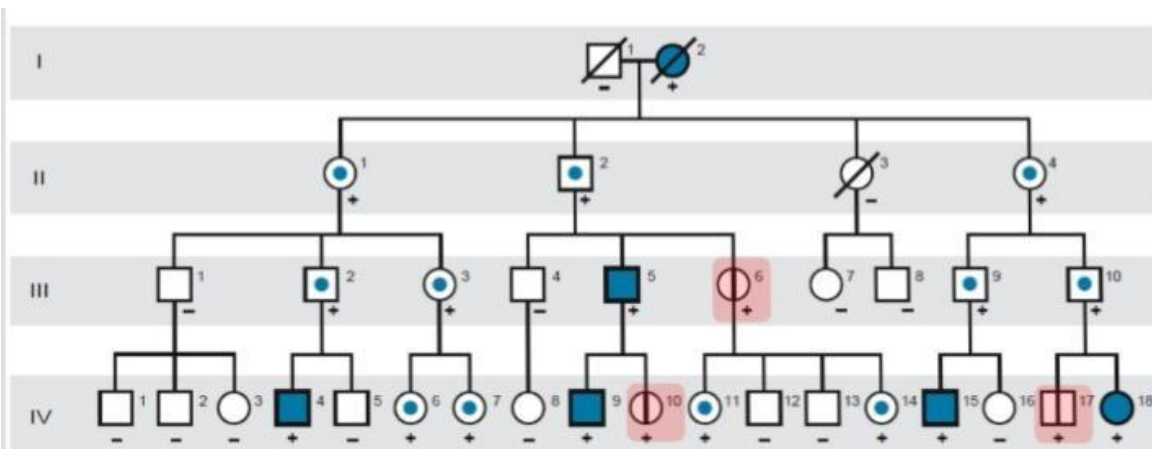 I
1 2
- +
II
1 2 3 4
+ + - +
III
1 2 3 4 5 6 7 8 9 10
- + + - + + - - + +
IV
1 2 3 4 5 6 7 8 9 10 11 12 13 14 15 16 17 18
- - - + - + + - + + + - - + + - + +